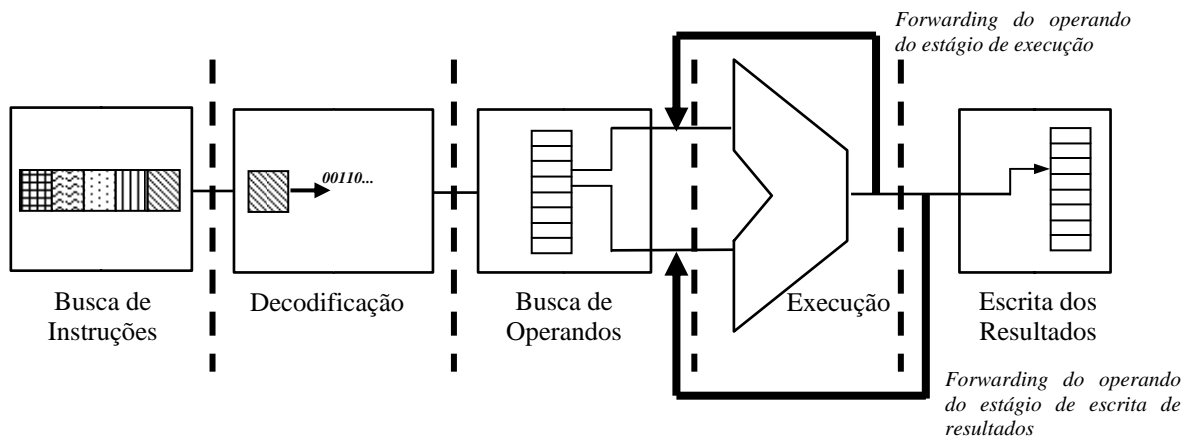 Forwarding do operando
do estágio de execução
00110...
Busca de
Instruções
Decodificação
Busca de
Operandos
Execução
Escrita dos
Resultados
Forwarding do operando
do estágio de escrita de
resultados